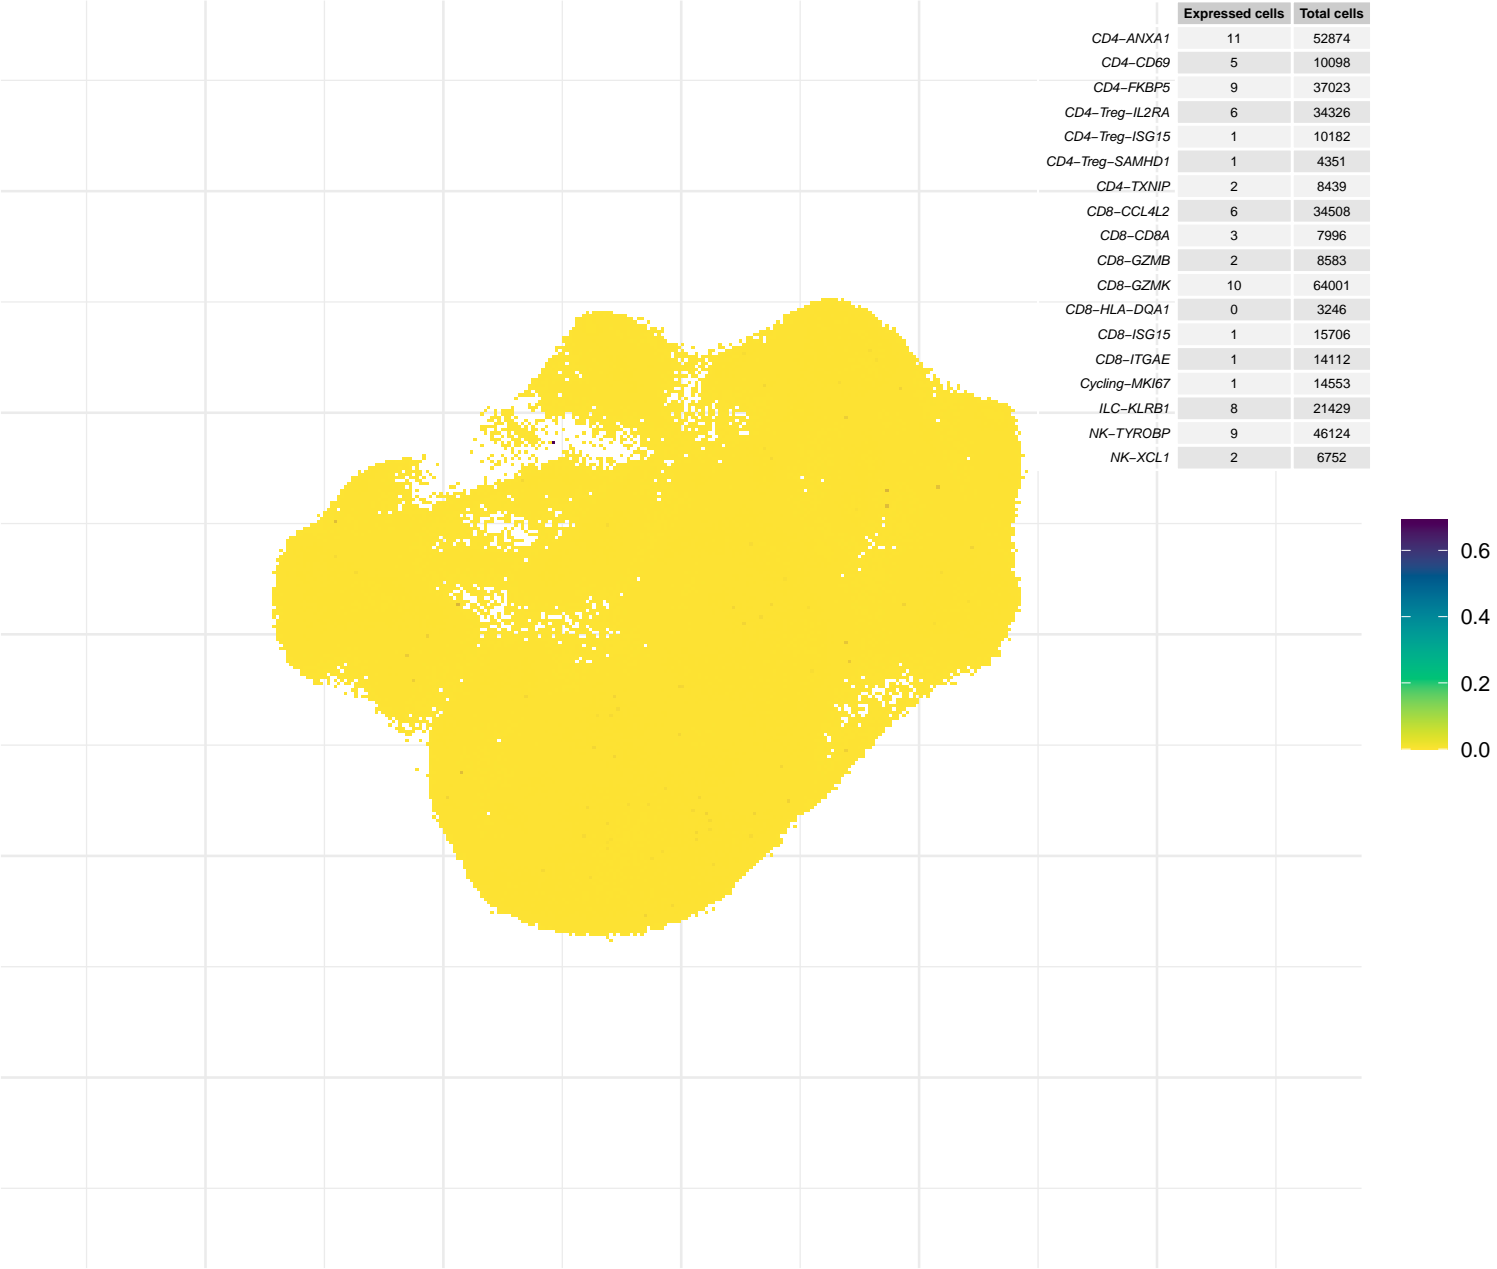 Expressed cells Total cells
CD4−ANXA1 11 52874
CD4−CD69 5 10098
CD4−FKBP5 9 37023
CD4−Treg−IL2RA 6 34326
CD4−Treg−ISG15 1 10182
CD4−Treg−SAMHD1 1 4351
CD4−TXNIP 2 8439
CD8−CCL4L2 6 34508
CD8−CD8A 3 7996
CD8−GZMB 2 8583
CD8−GZMK 10 64001
CD8−HLA−DQA1 0 3246
CD8−ISG15 1 15706
CD8−ITGAE 1 14112
Cycling−MKI67 1 14553
ILC−KLRB1 8 21429
NK−TYROBP 9 46124
NK−XCL1 2 6752
0.6
0.4
0.2
0.0